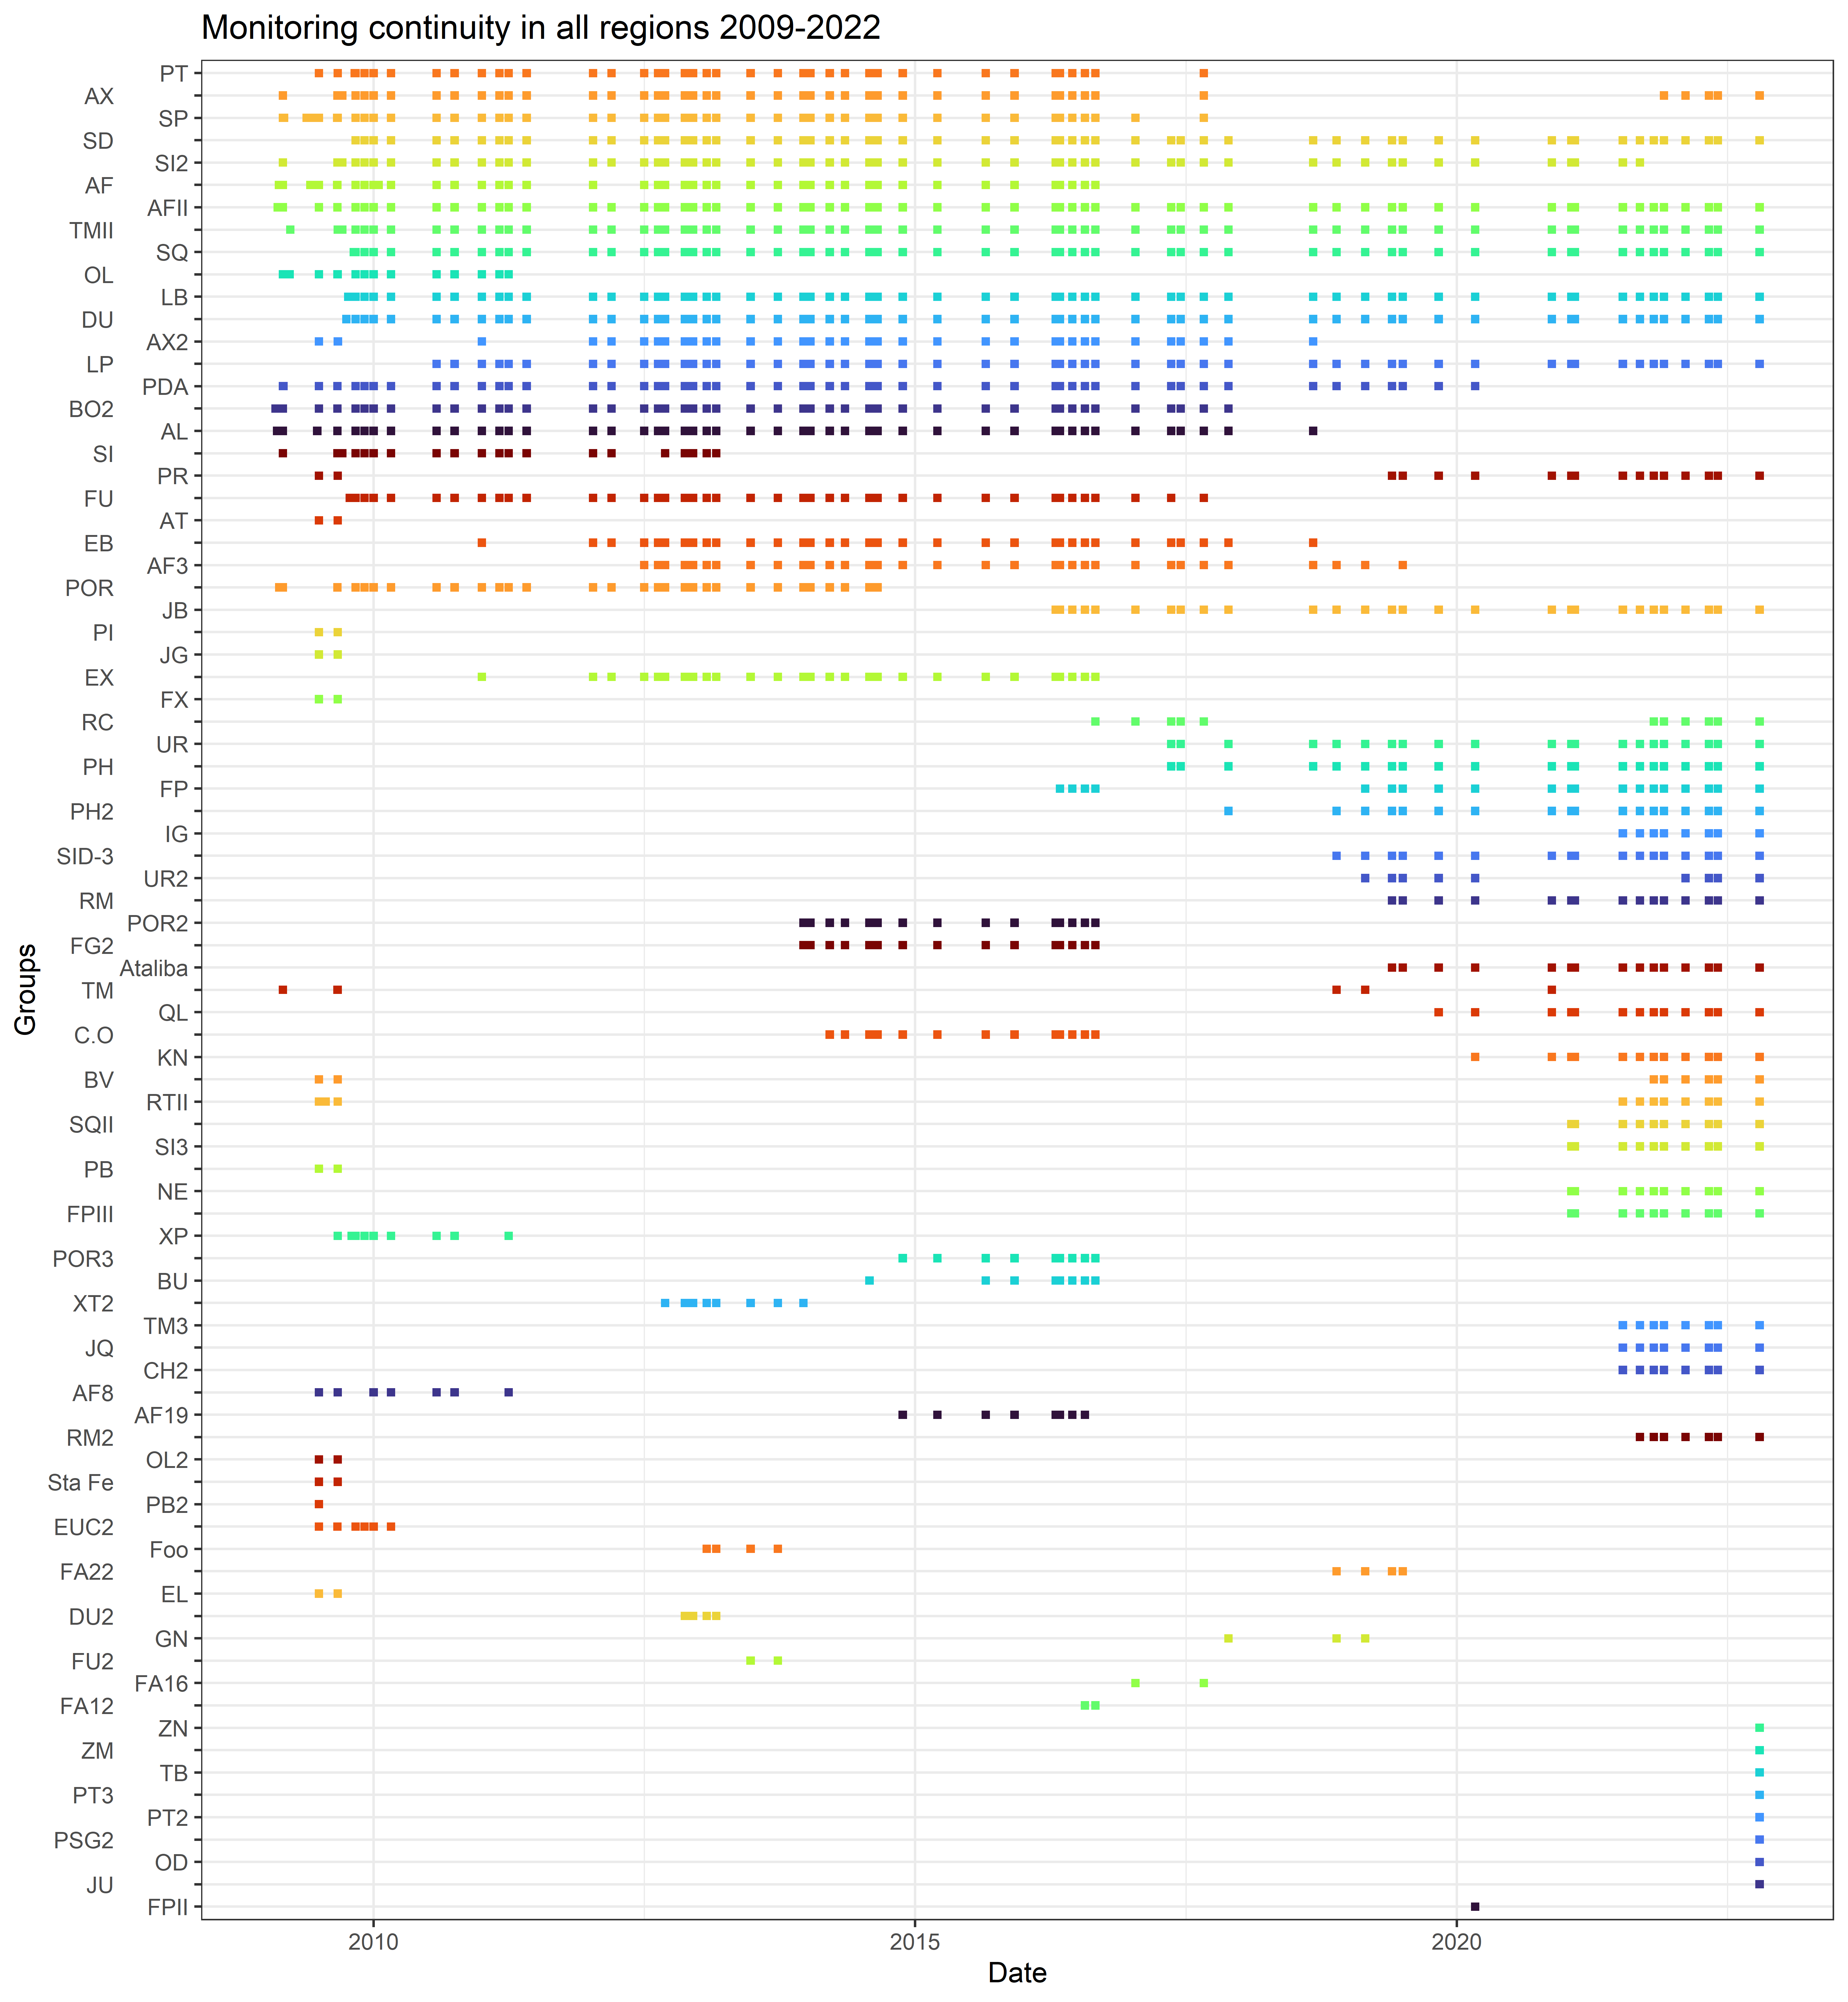 Monitoring continuity in all regions 2009-2022
PT
AX
SP
SD
SI2
AF
AFII
TMII
SQ
OL
LB
DU
AX2
LP
PDA
BO2
AL
SI
PR
FU
AT
EB
AF3
POR
JB
PI
JG
EX
FX
RC
UR
PH
FP
PH2
IG
SID-3
UR2
RM
POR2
FG2
Ataliba
TM
QL
C.O
KN
BV
RTII
SQII
SI3
PB
NE
FPIII
XP
POR3
BU
XT2
TM3
JQ
CH2
AF8
AF19
RM2
OL2
Sta Fe
PB2
EUC2
Foo
FA22
EL
DU2
GN
FU2
FA16
FA12
ZN
ZM
TB
PT3
PT2
PSG2
OD
JU
FPII
Groups
2010 2015 2020
Date